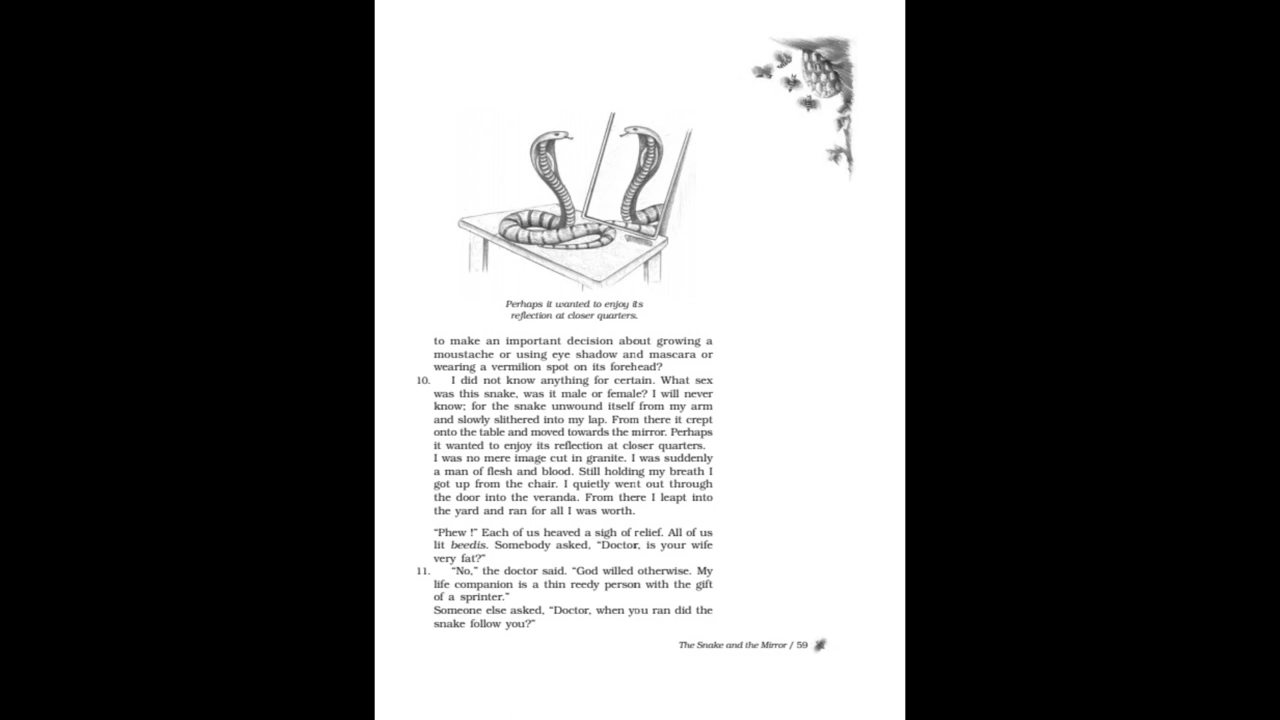 Perhaps it wanted to enjoy its
reflection at closer quarters.
to make an important decision about growing a
moustache or using eye shadow and mascara or
wearing a vermilion spot on its forehead?
10. I did not know anything for certain. What sex
was this snake, was it male or female? I will never
know; for the snake unwound itself from my arm
and slowly slithered into my lap. From there it crept
onto the table and moved towards the mirror. Perhaps
it wanted to enjoy its reflection at closer quarters.
I was no mere image cut in granite. I was suddenly
a man of flesh and blood. Still holding my breath I
got up from the chair. I quietly went out through
the door into the veranda. From there I leapt into
the yard and ran for all I was worth.
“Phew !” Each of us heaved a sigh of relief. All of us
lit beedis. Somebody asked, “Doctor, is your wife
very fat?”
11. “No,” the doctor said. “God willed otherwise. My
life companion is a thin reedy person with the gift
of a sprinter.”
Someone else asked, “Doctor, when you ran did the
snake follow you?”
The Snake and the Mirror / 59